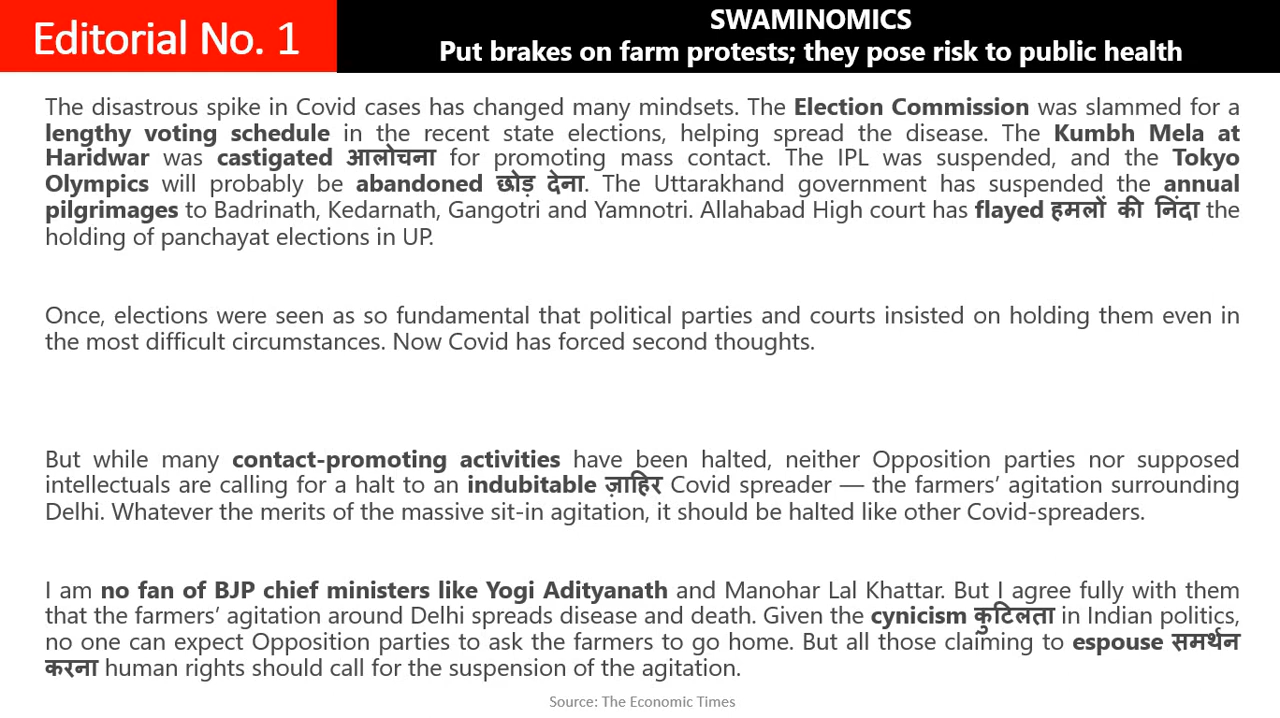 Editorial No. 1
SWAMINOMICS
Put brakes on farm protests; they pose risk to public health
The disastrous spike in Covid cases has changed many mindsets. The Election Commission was slammed for a
lengthy voting schedule in the recent state elections, helping spread the disease. The Kumbh Mela at
Haridwar was castigated आलोचना for promoting mass contact. The IPL was suspended, and the Tokyo
Olympics will probably be abandoned छोड़ देना. The Uttarakhand government has suspended the annual
pilgrimages to Badrinath, Kedarnath, Gangotri and Yamnotri. Allahabad High court has flayed हमलों की निंदा the
holding of panchayat elections in UP.
Once, elections were seen as so fundamental that political parties and courts insisted on holding them even in
the most difficult circumstances. Now Covid has forced second thoughts.
But while many contact-promoting activities have been halted, neither Opposition parties nor supposed
intellectuals are calling for a halt to an indubitable ज़ाहिर Covid spreader — the farmers’ agitation surrounding
Delhi. Whatever the merits of the massive sit-in agitation, it should be halted like other Covid-spreaders.
I am no fan of BJP chief ministers like Yogi Adityanath and Manohar Lal Khattar. But I agree fully with them
that the farmers’ agitation around Delhi spreads disease and death. Given the cynicism कुटिलता in Indian politics,
no one can expect Opposition parties to ask the farmers to go home. But all those claiming to espouse समर्थन
करना human rights should call for the suspension of the agitation.
Source: The Economic Times